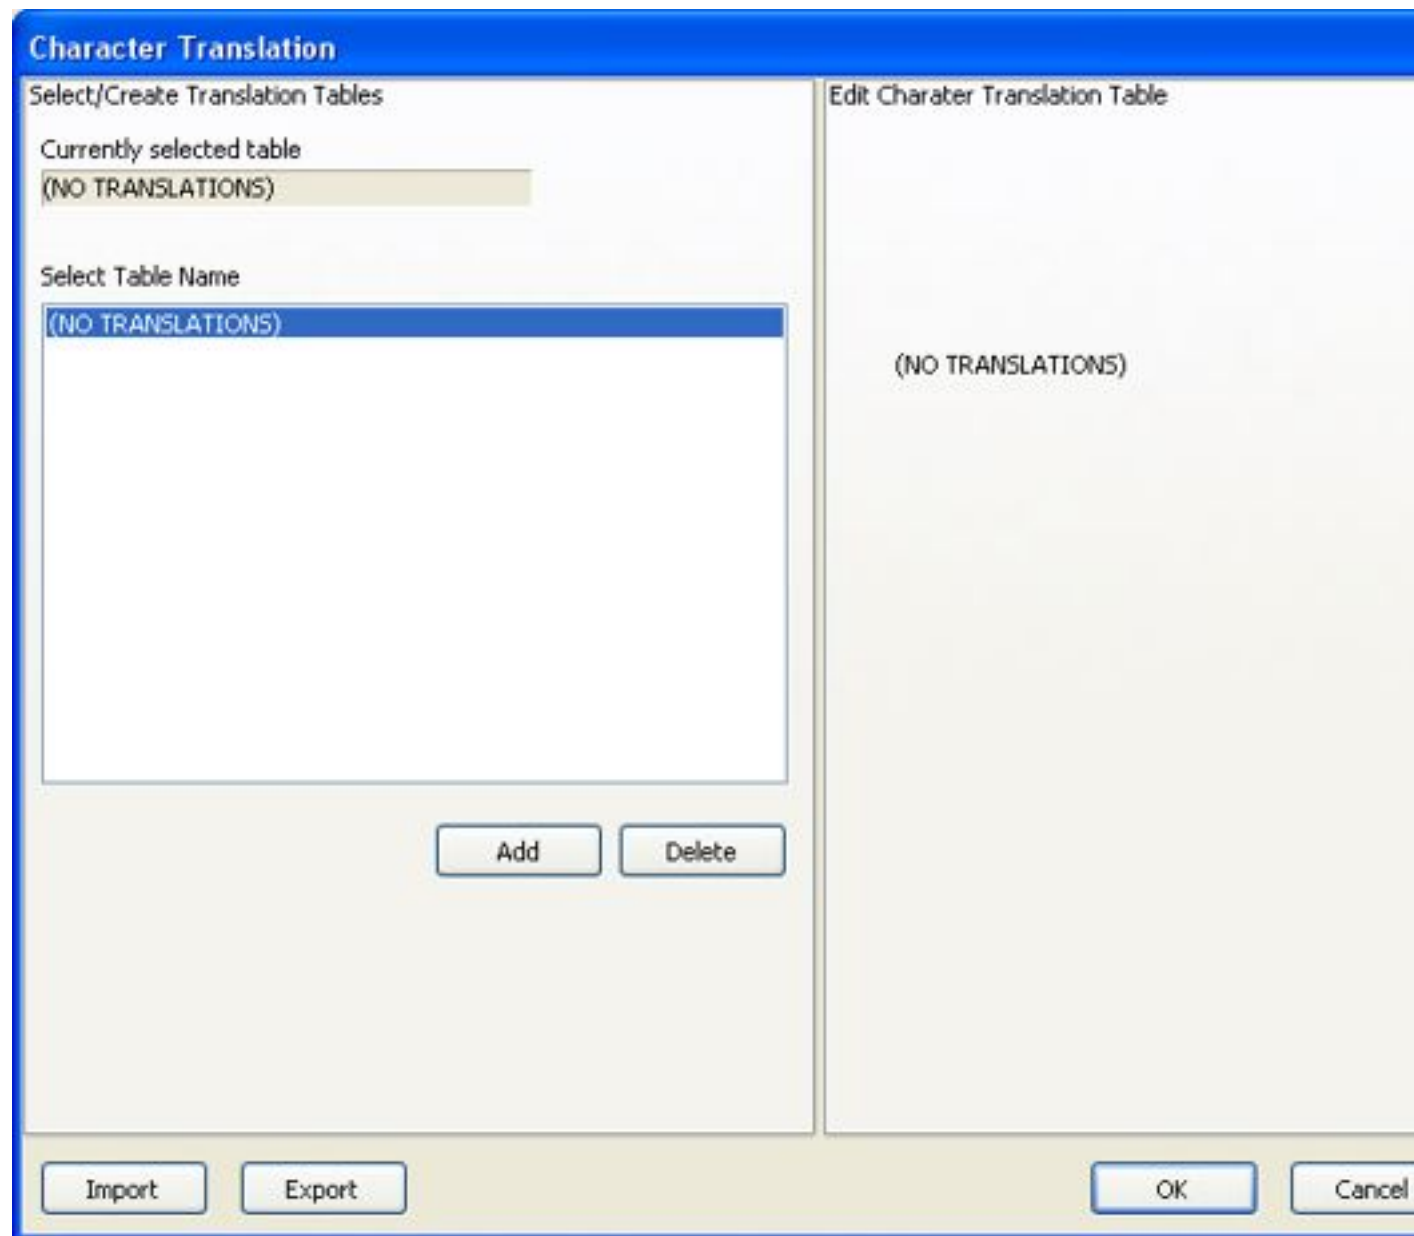 Character Translation
Select/Create Translation Tables
Currently selected table
(NO TRANSLATIONS)
Select Table Name
(NO TRANSLATIONS)
Add
Delete
Edit Charater Translation Table
(NO TRANSLATIONS)
Import
Export
OK
Cancel